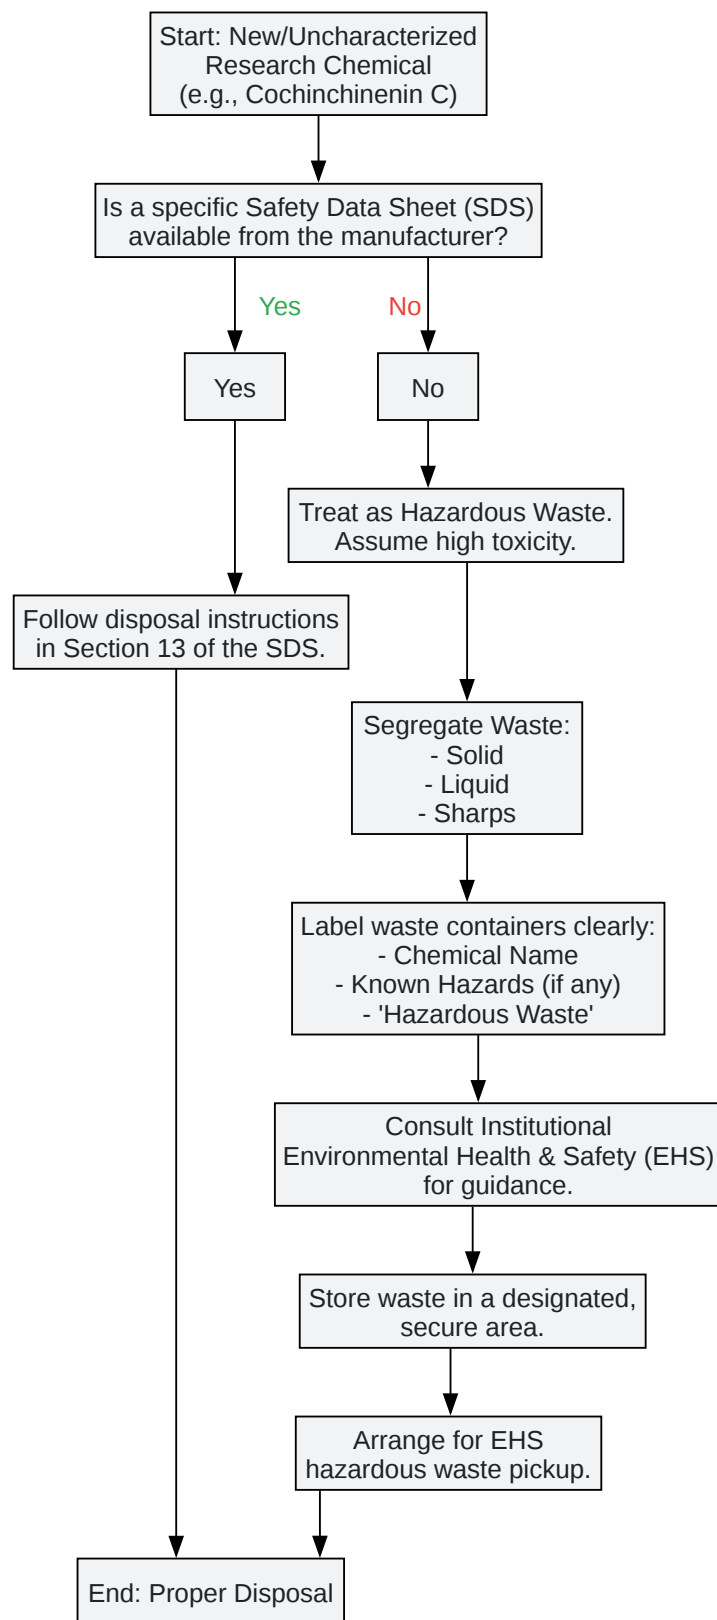 Start: New/Uncharacterized
Research Chemical
(e.g., Cochinchinenin C)
Is a specific Safety Data Sheet (SDS)
available from the manufacturer?
Yes
No
Yes
No
Treat as Hazardous Waste.
Assume high toxicity.
Follow disposal instructions
in Section 13 of the SDS.
Segregate Waste:
- Solid
- Liquid
- Sharps
Label waste containers clearly:
- Chemical Name
- Known Hazards (if any)
- 'Hazardous Waste'
Consult Institutional
Environmental Health & Safety (EHS)
for guidance.
Store waste in a designated,
secure area.
Arrange for EHS
hazardous waste pickup.
End: Proper Disposal